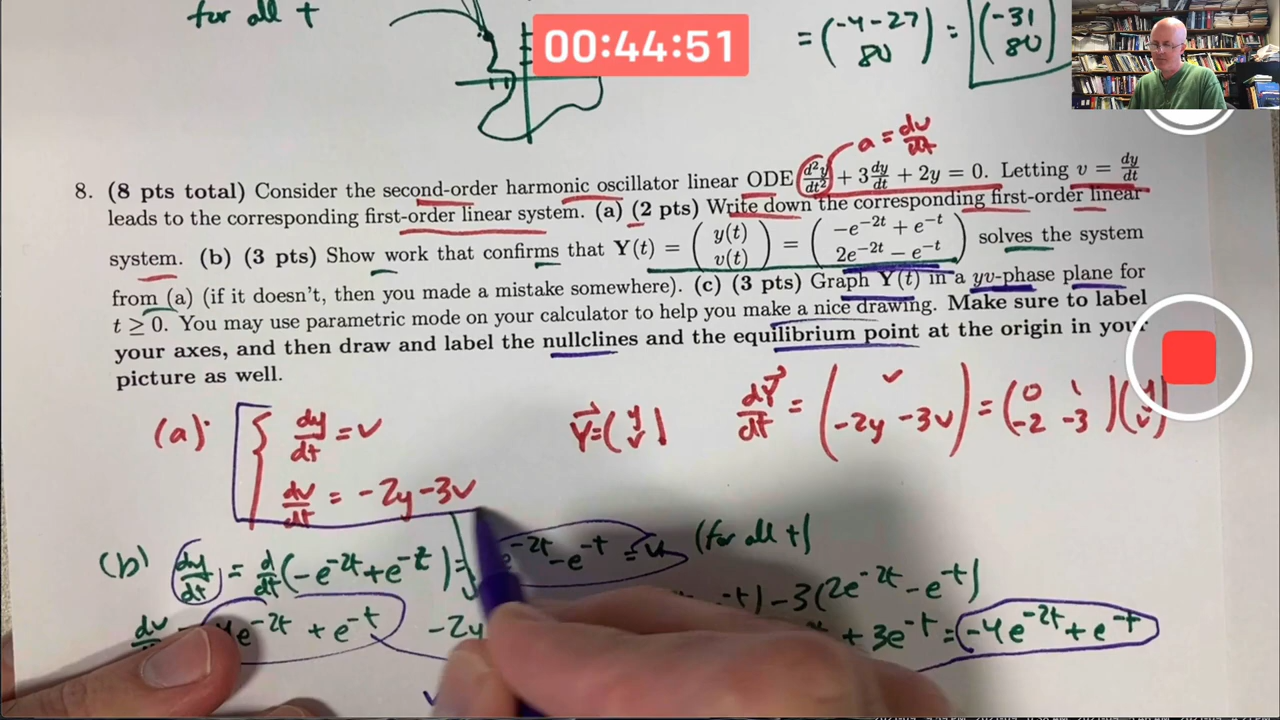 for all t
00:44:51
= (-4-27 80) = (-31 80)
a = dv/dt
8. (8 pts total) Consider the second-order harmonic oscillator linear ODE d²y/dt² + 3 dy/dt + 2y = 0. Letting v = dy/dt
leads to the corresponding first-order linear system. (a) (2 pts) Write down the corresponding first-order linear
system. (b) (3 pts) Show work that confirms that Y(t) = ( y(t) v(t) ) = ( -e^{-2t} + e^{-t} 2e^{-2t} - e^{-t} ) solves the system
from (a) (if it doesn't, then you made a mistake somewhere). (c) (3 pts) Graph Y(t) in a yv-phase plane for
t ≥ 0. You may use parametric mode on your calculator to help you make a nice drawing. Make sure to label
your axes, and then draw and label the nullclines and the equilibrium point at the origin in your
picture as well.
(a): dy/dt = v
Y⃗ = ( y v )
dY⃗/dt = ( v -2y -3v ) = ( 0 1 -2 -3 )( y v )
dv/dt = -2y -3v
(b) dy/dt = d/dt(-e^{-2t} + e^{-t}) = e^{-2t} - e^{-t} = v (for all t)
-t) -3(2e^{-2t} - e^{-t})
dv/dt e^{-2t} + e^{-t} -2y + 3e^{-t} = -4e^{-2t} + e^{-t}